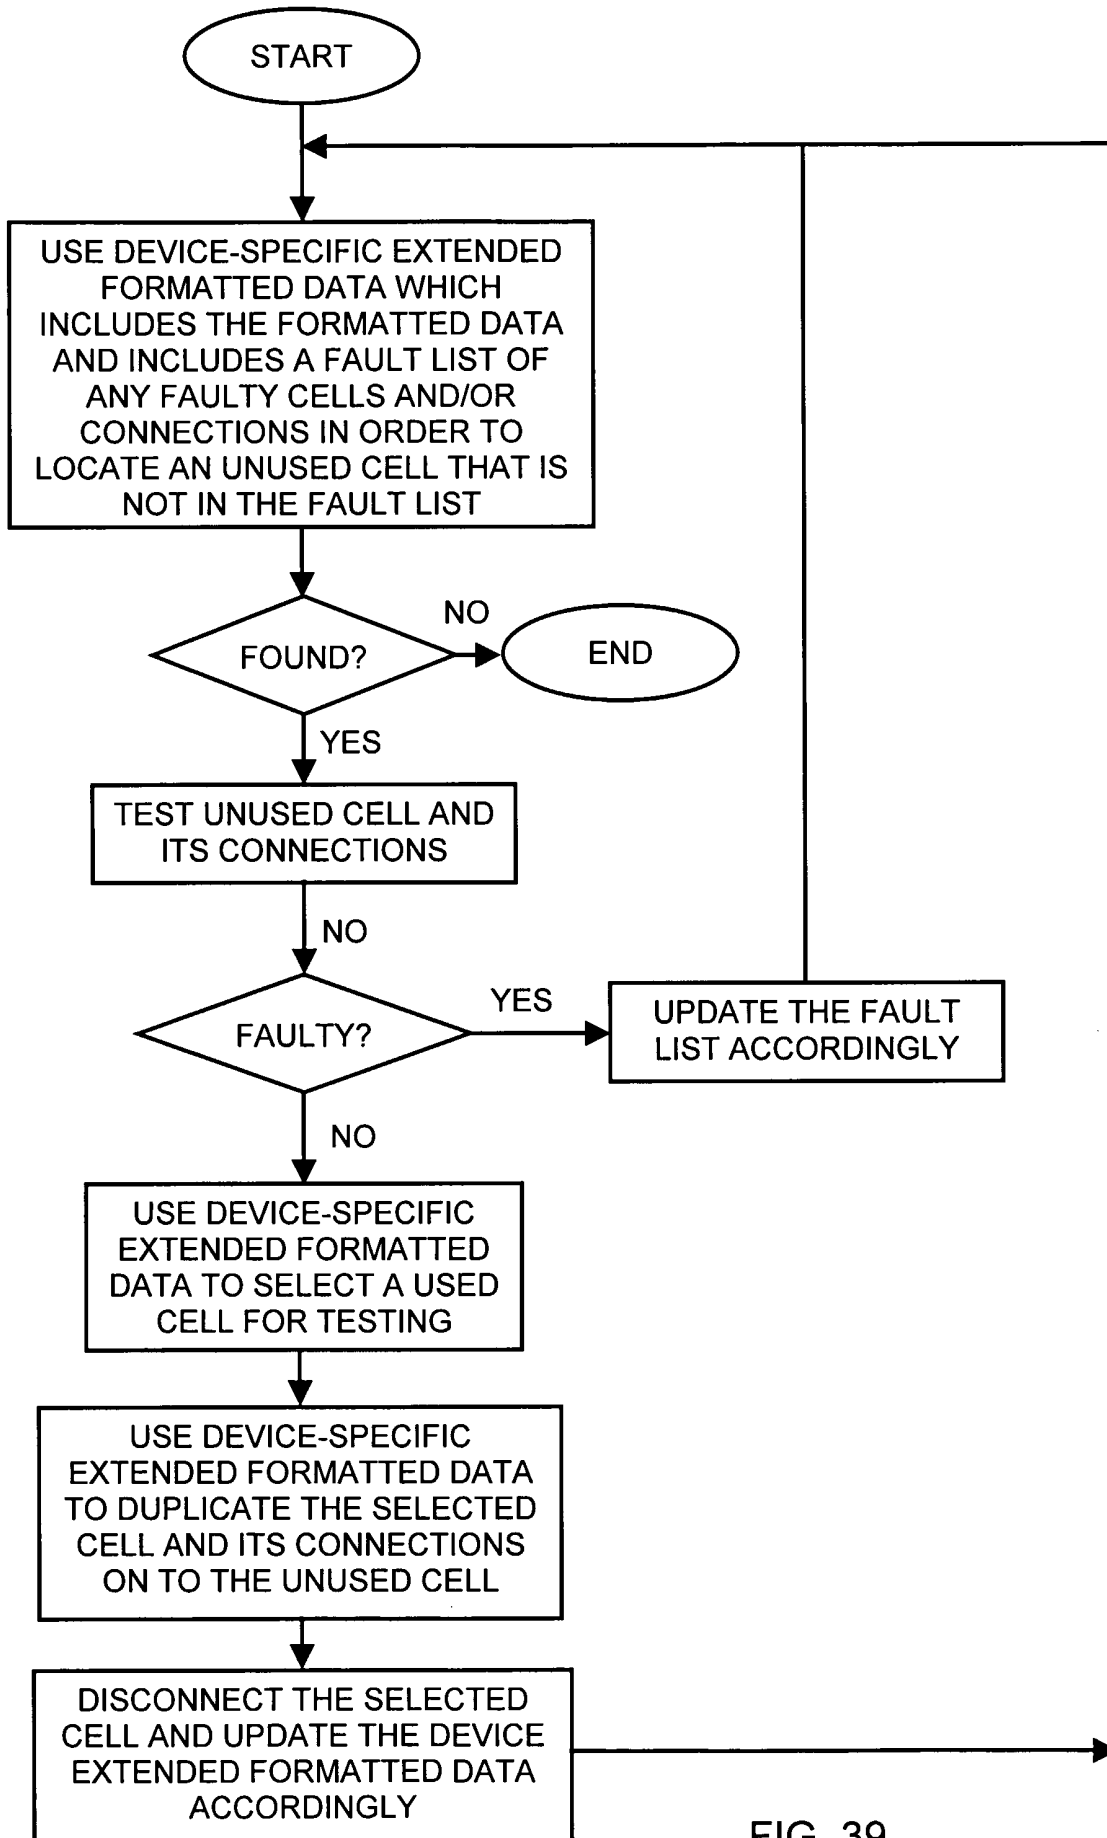 START
USE DEVICE-SPECIFIC EXTENDED
FORMATTED DATA WHICH
INCLUDES THE FORMATTED DATA
AND INCLUDES A FAULT LIST OF
ANY FAULTY CELLS AND/OR
CONNECTIONS IN ORDER TO
LOCATE AN UNUSED CELL THAT IS
NOT IN THE FAULT LIST
FOUND?
NO
END
YES
TEST UNUSED CELL AND
ITS CONNECTIONS
NO
FAULTY?
YES
UPDATE THE FAULT
LIST ACCORDINGLY
NO
USE DEVICE-SPECIFIC
EXTENDED FORMATTED
DATA TO SELECT A USED
CELL FOR TESTING
USE DEVICE-SPECIFIC
EXTENDED FORMATTED DATA
TO DUPLICATE THE SELECTED
CELL AND ITS CONNECTIONS
ON TO THE UNUSED CELL
DISCONNECT THE SELECTED
CELL AND UPDATE THE DEVICE
EXTENDED FORMATTED DATA
ACCORDINGLY
FIG. 39